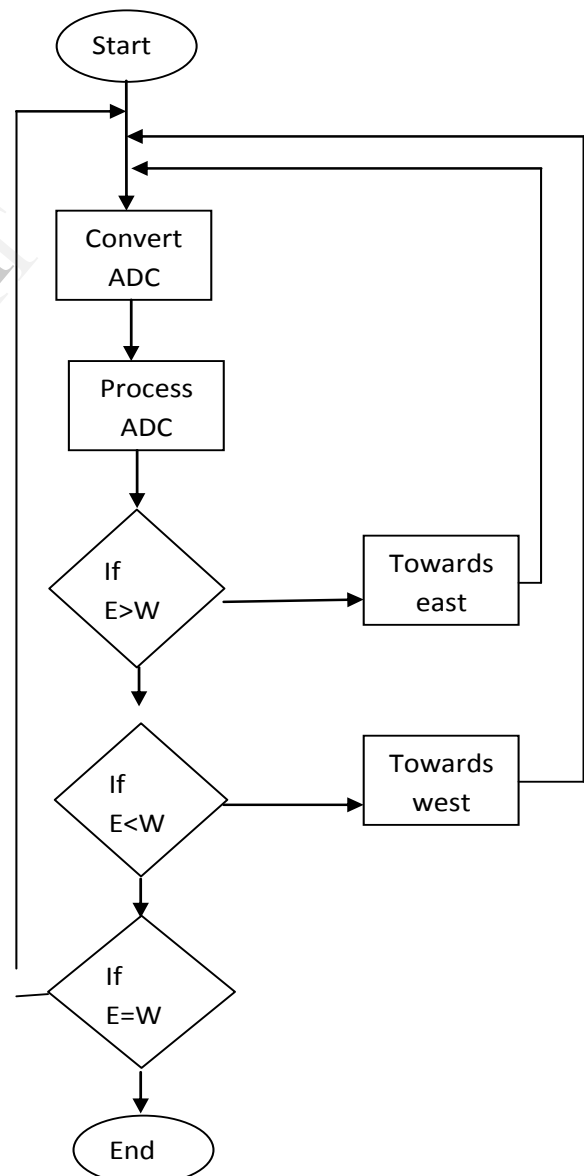 Start
Convert
ADC
Process
ADC
If
E>W
Towards
east
If
E<W
Towards
west
If
E=W
End